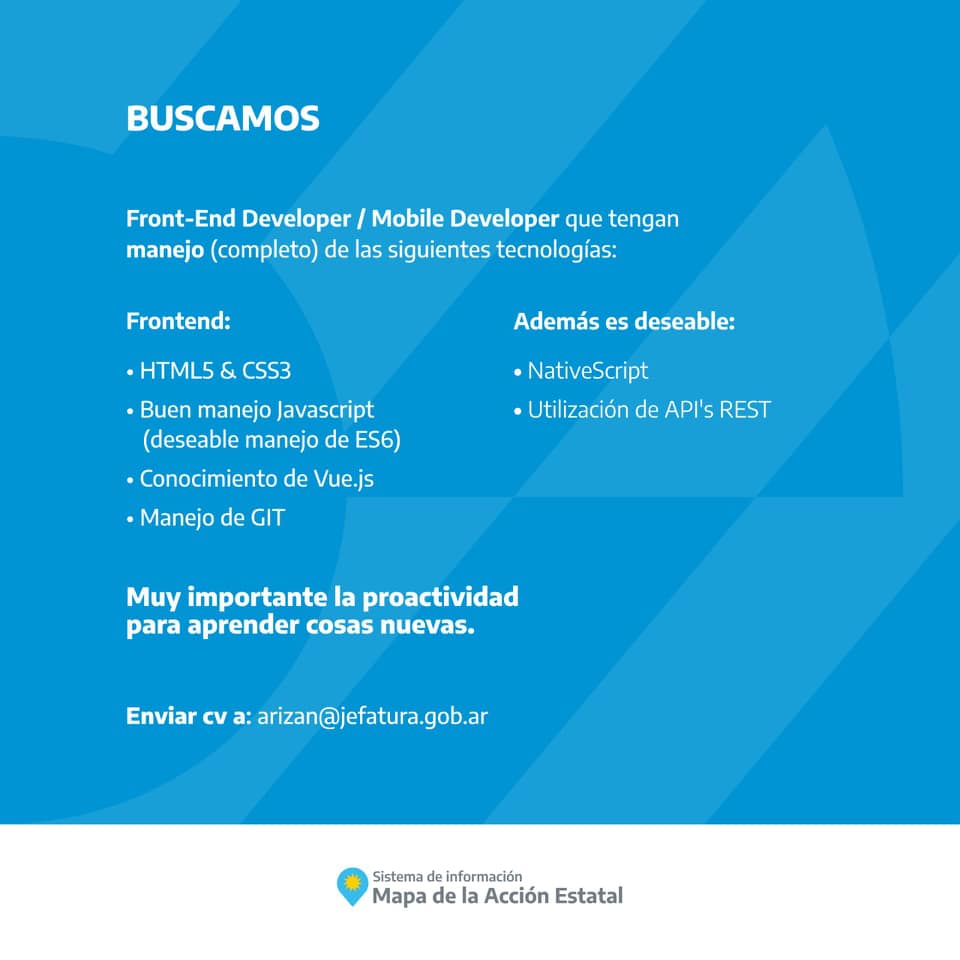 BUSCAMOS
Front-End Developer / Mobile Developer que tengan
manejo (completo) de las siguientes tecnologías:
Frontend:
• HTML5 & CSS3
• Buen manejo Javascript
(deseable manejo de ES6)
• Conocimiento de Vue.js
• Manejo de GIT
Además es deseable:
• NativeScript
• Utilización de API's REST
Muy importante la proactividad
para aprender cosas nuevas.
Enviar cv a: arizan@jefatura.gob.ar
Sistema de información
Mapa de la Acción Estatal